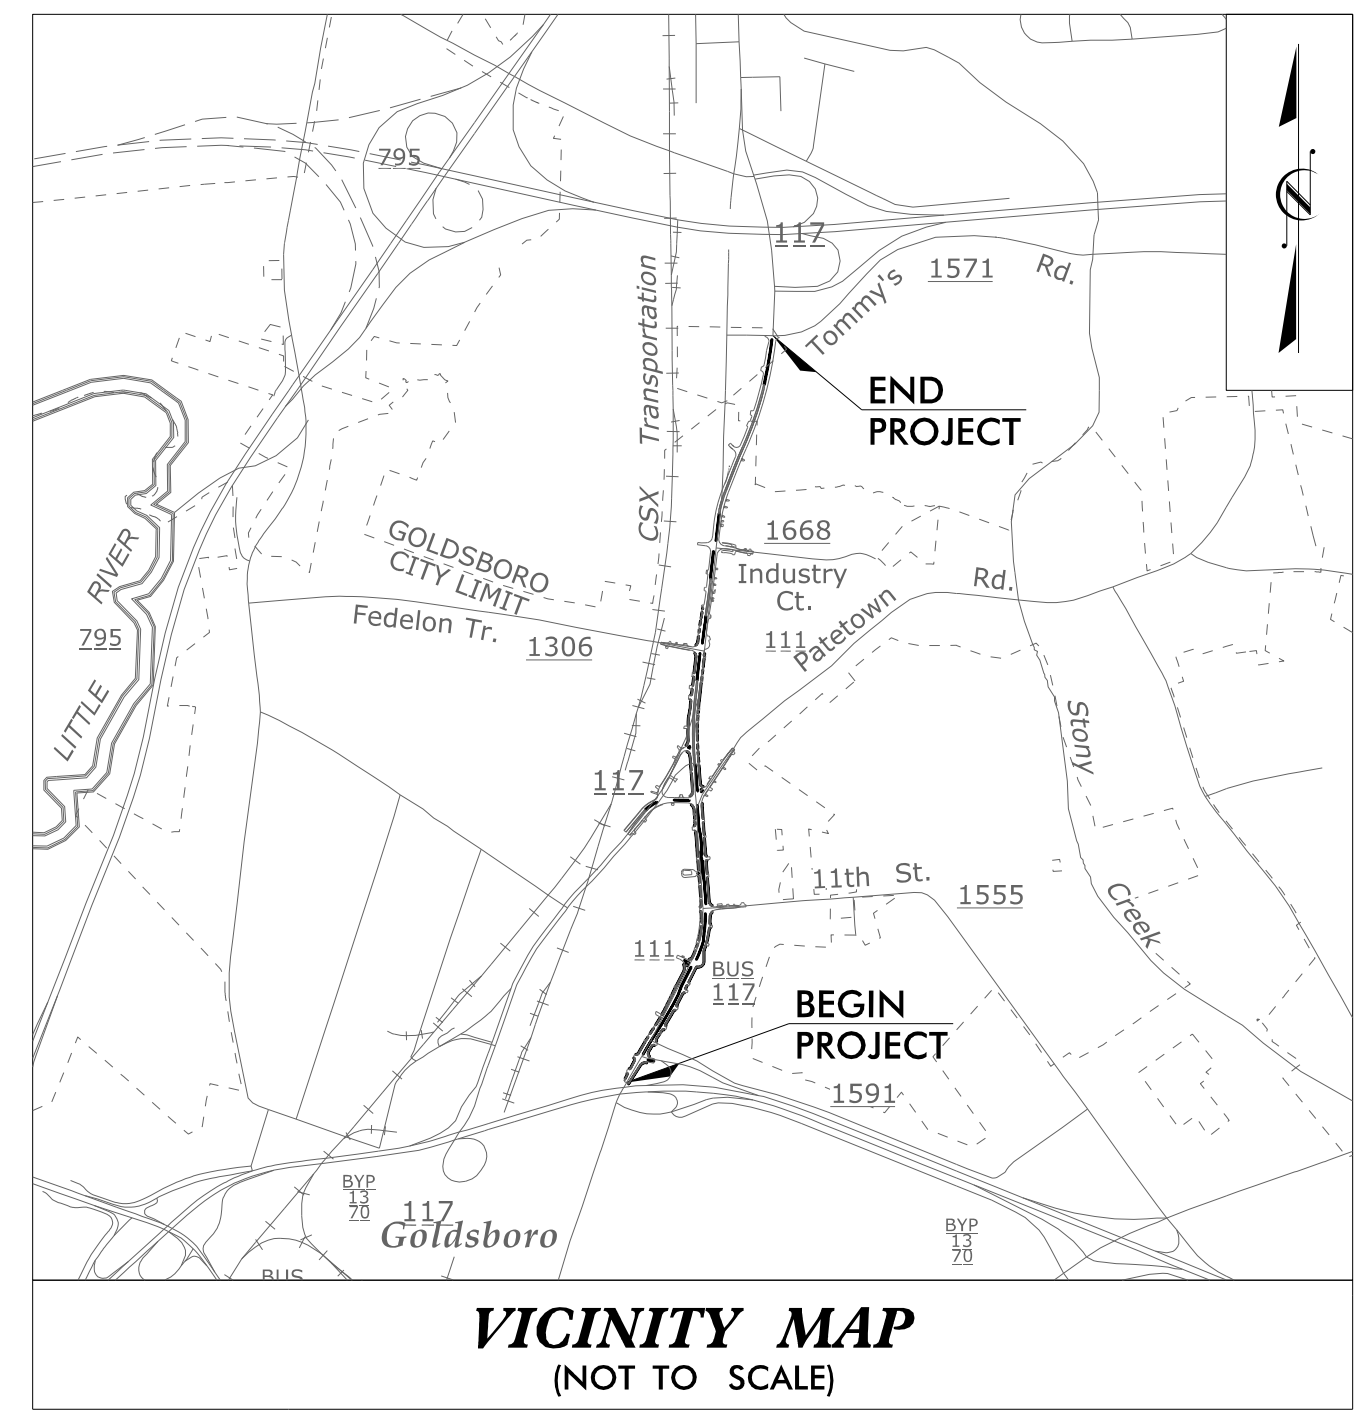 795
117
Tommy's
1571
Rd.
CSX Transportation
END
PROJECT
GOLDSBORO
CITY LIMIT
1668
Industry
Ct.
Rd.
Patetown
111
Fedelon Tr.
1306
RIVER
795
LITTLE
Stony
117
11th St.
1555
Creek
111
BUS
117
BEGIN
PROJECT
1591
BYP
13
70
117
Goldsboro
BYP
13
70
BUS
VICINITY MAP
(NOT TO SCALE)